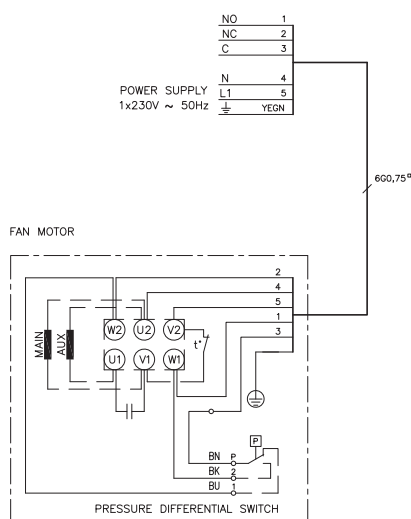 NO 1
NC 2
C 3
N 4
L1 5
YEGN
POWER SUPPLY
1x230V ~ 50Hz
6G0,75¤
FAN MOTOR
2
4
5
1
3
W2 U2 V2
U1 V1 W1
t°
MAIN
AUX
P
BN P
BK 2
BU 1
PRESSURE DIFFERENTIAL SWITCH